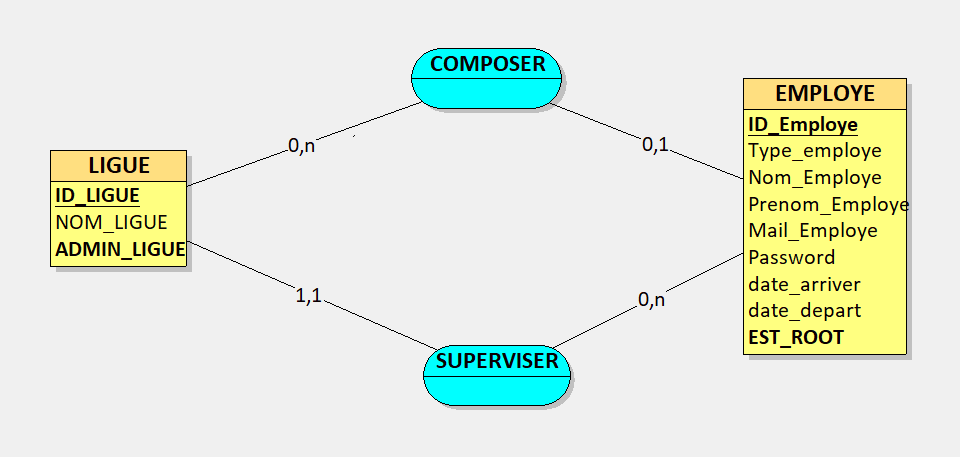 COMPOSER
0,n
0,1
LIGUE
ID_LIGUE
NOM_LIGUE
ADMIN_LIGUE
EMPLOYE
ID_Employe
Type_employe
Nom_Employe
Prenom_Employe
Mail_Employe
Password
date_arriver
date_depart
EST_ROOT
1,1
0,n
SUPERVISER